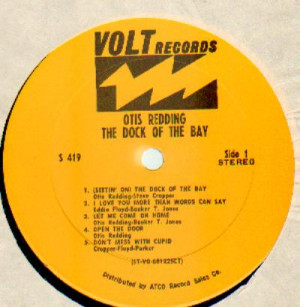 VOLT RECORDS
OTIS REDDING
THE DOCK OF THE BAY
S 419
Side 1
STEREO
1. (SITTIN' ON) THE DOCK OF THE BAY
Otis Redding-Steve Cropper
2. I LOVE YOU MORE THAN WORDS CAN SAY
Eddie Floyd-Booker T. Jones
3. LET ME COME ON HOME
Otis Redding-Booker T. Jones
4. OPEN THE DOOR
Otis Redding
5. DON'T MESS WITH CUPID
Cropper-Floyd-Parker
Distributed by ATCO Record Sales Co.